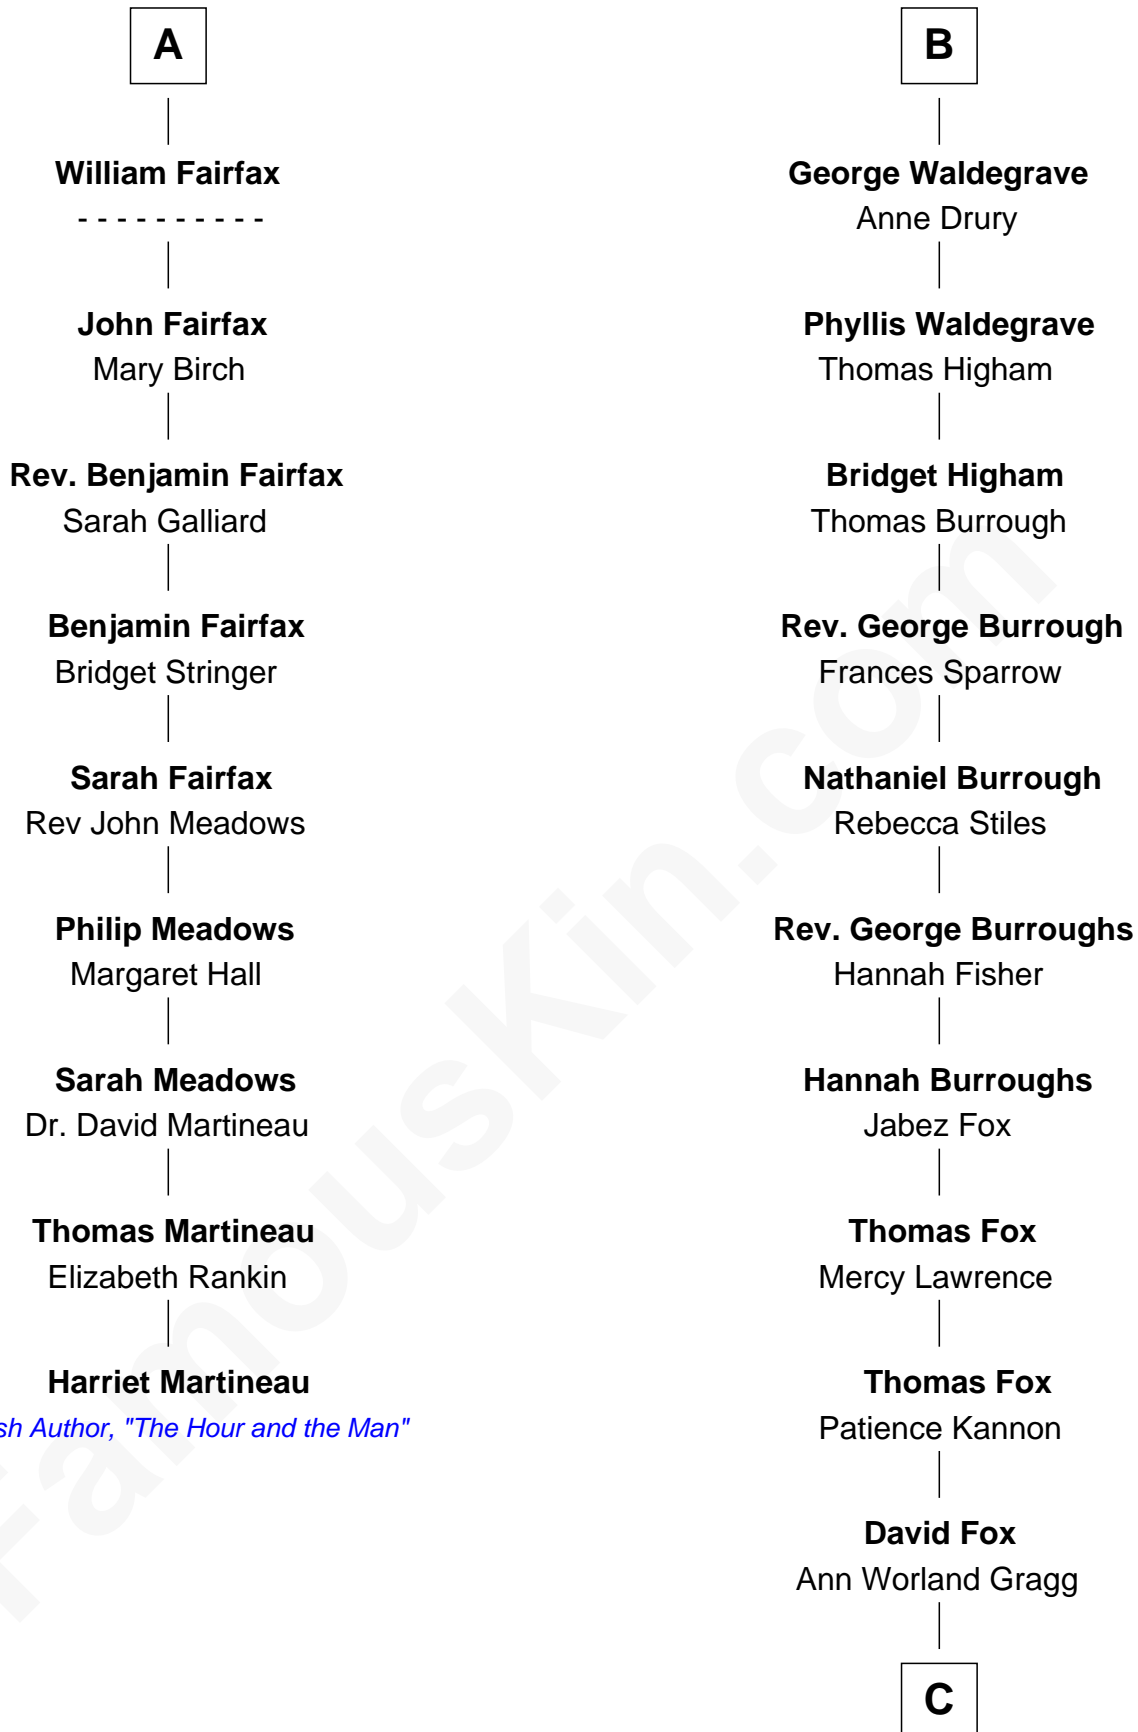 A
William Fairfax
- - - - - - - - - -
John Fairfax
Mary Birch
Rev. Benjamin Fairfax
Sarah Galliard
Benjamin Fairfax
Bridget Stringer
Sarah Fairfax
Rev John Meadows
Philip Meadows
Margaret Hall
Sarah Meadows
Dr. David Martineau
Thomas Martineau
Elizabeth Rankin
Harriet Martineau
Author, "The Hour and the Man"
B
George Waldegrave
Anne Drury
Phyllis Waldegrave
Thomas Higham
Bridget Higham
Thomas Burrough
Rev. George Burrough
Frances Sparrow
Nathaniel Burrough
Rebecca Stiles
Rev. George Burroughs
Hannah Fisher
Hannah Burroughs
Jabez Fox
Thomas Fox
Mercy Lawrence
Thomas Fox
Patience Kannon
David Fox
Ann Worland Gragg
C
FamousKin.com